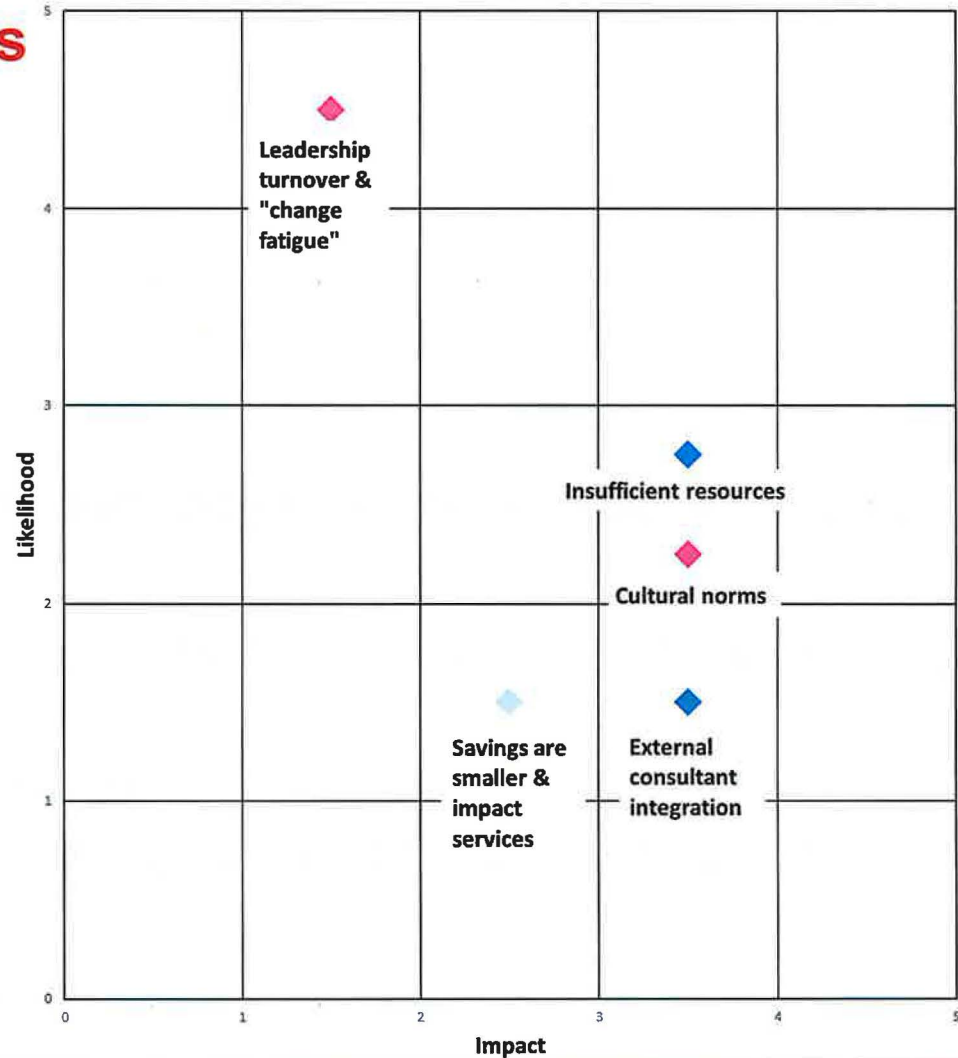 s
5
Leadership
turnover &
"change
fatigue"
4
3
Insufficient resources
Cultural norms
2
Savings are
smaller &
impact
services
External
consultant
integration
1
0
Likelihood
0 1 2 3 4 5
Impact